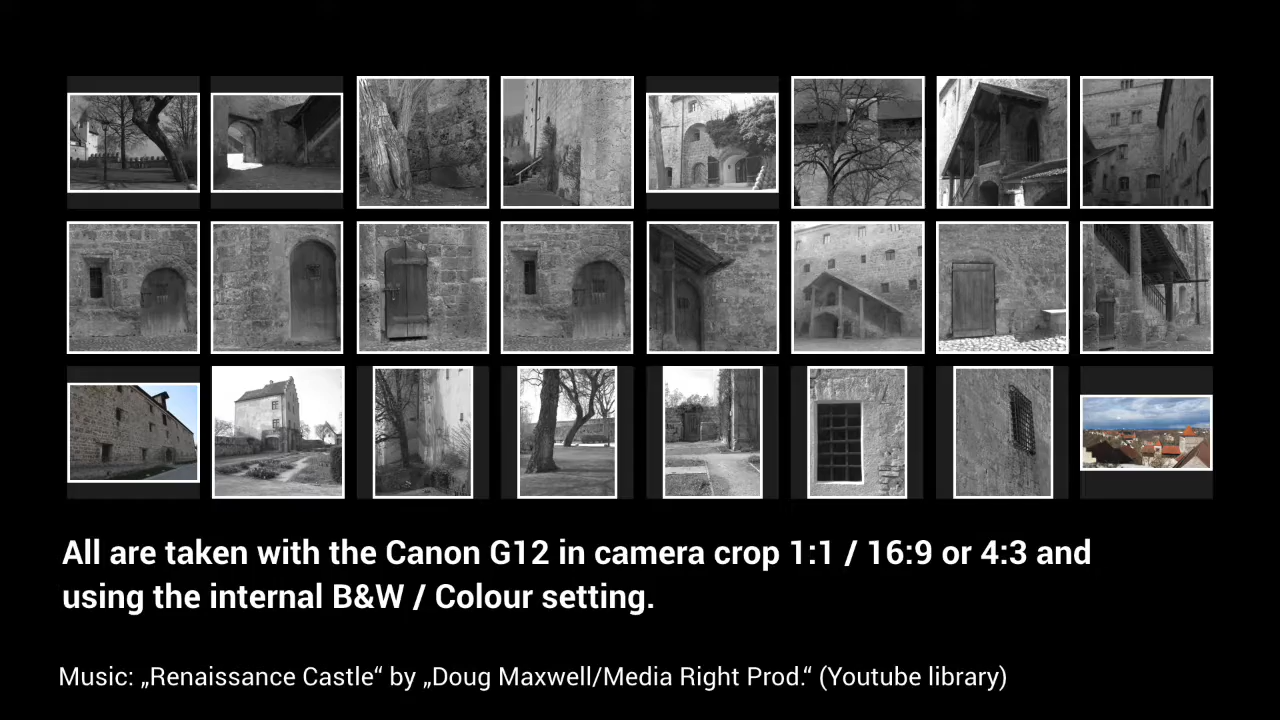 All are taken with the Canon G12 in camera crop 1:1 / 16:9 or 4:3 and
using the internal B&W / Colour setting.
Music: „Renaissance Castle“ by „Doug Maxwell/Media Right Prod.“ (Youtube library)